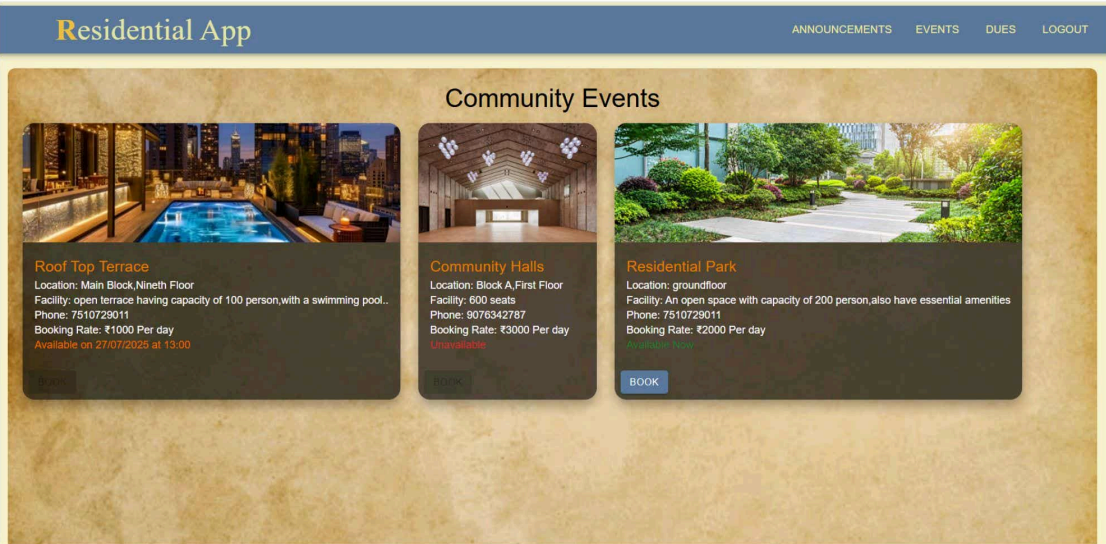 Residential App
ANNOUNCEMENTS EVENTS DUES LOGOUT
Community Events
Roof Top Terrace
Location: Main Block,Nineth Floor
Facility: open terrace having capacity of 100 person,with a swimming pool..
Phone: 7510729011
Booking Rate: ₹1000 Per day
Available on 27/07/2025 at 13:00
BOOK
Community Halls
Location: Block A,First Floor
Facility: 600 seats
Phone: 9076342787
Booking Rate: ₹3000 Per day
Unavailable
BOOK
Residential Park
Location: groundfloor
Facility: An open space with capacity of 200 person,also have essential amenities
Phone: 7510729011
Booking Rate: ₹2000 Per day
Available Now
BOOK